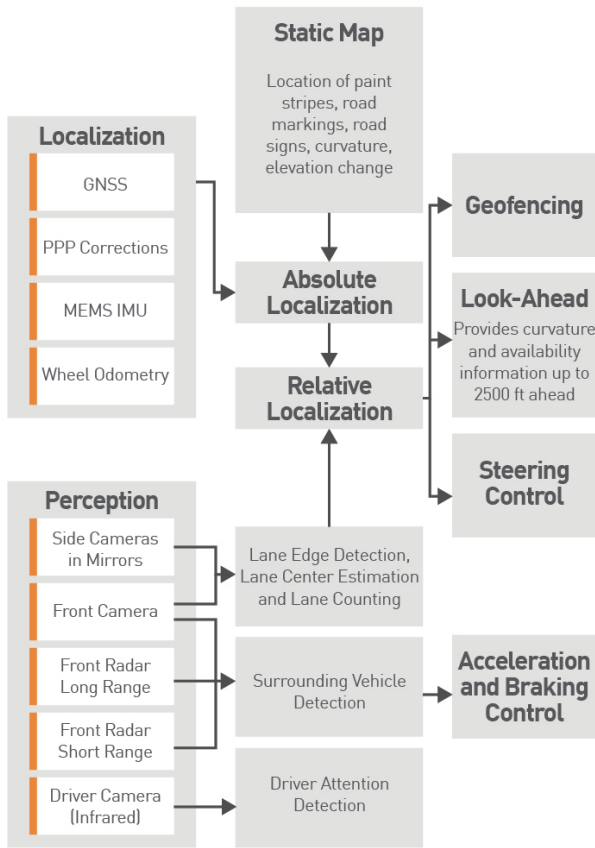 Static Map
Location of paint
stripes, road
markings, road
signs, curvature,
elevation change
Localization
GNSS
PPP Corrections
MEMS IMU
Wheel Odometry
Absolute
Localization
Relative
Localization
Geofencing
Look-Ahead
Provides curvature
and availability
information up to
2500 ft ahead
Steering
Control
Perception
Side Cameras
in Mirrors
Front Camera
Front Radar
Long Range
Front Radar
Short Range
Driver Camera
(Infrared)
Lane Edge Detection,
Lane Center Estimation
and Lane Counting
Surrounding Vehicle
Detection
Driver Attention
Detection
Acceleration
and Braking
Control